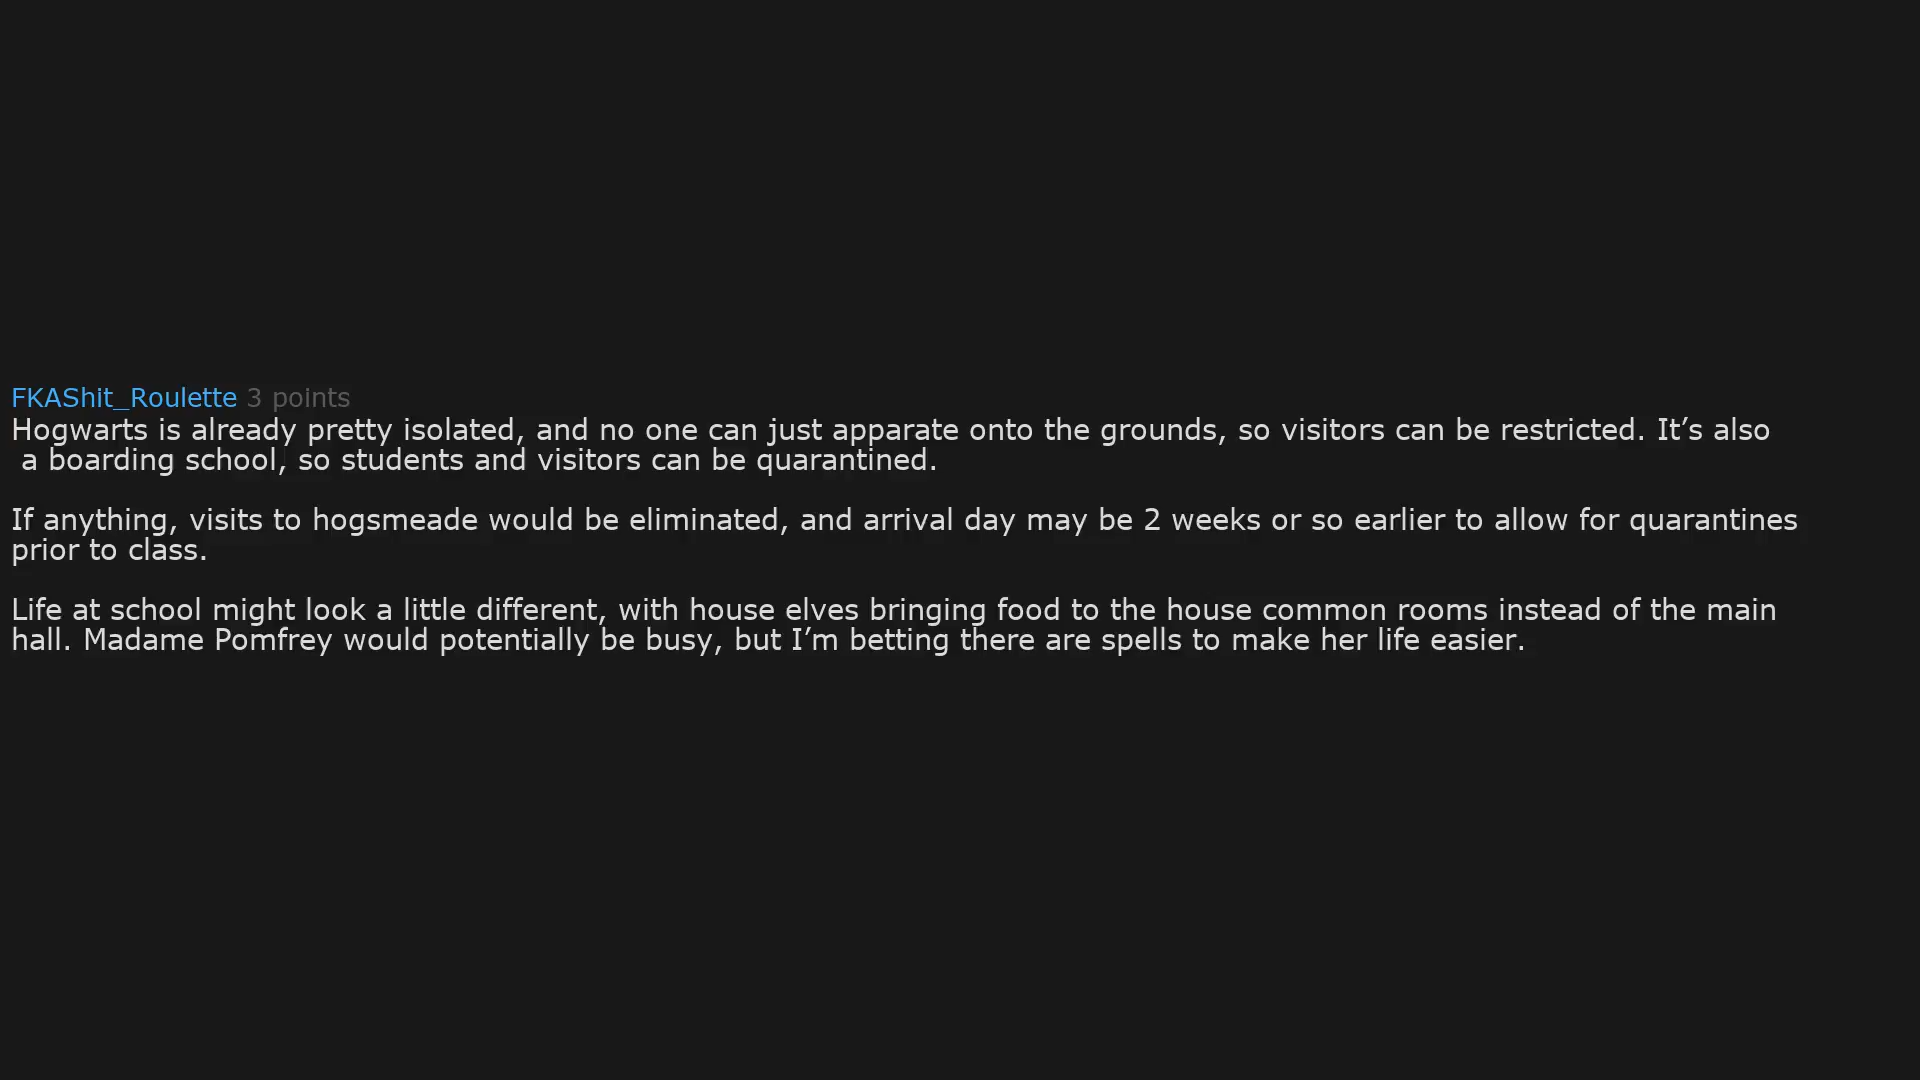 FKAShit_Roulette 3 points
Hogwarts is already pretty isolated, and no one can just apparate onto the grounds, so visitors can be restricted. It’s also
a boarding school, so students and visitors can be quarantined.
If anything, visits to hogsmeade would be eliminated, and arrival day may be 2 weeks or so earlier to allow for quarantines
prior to class.
Life at school might look a little different, with house elves bringing food to the house common rooms instead of the main
hall. Madame Pomfrey would potentially be busy, but I’m betting there are spells to make her life easier.